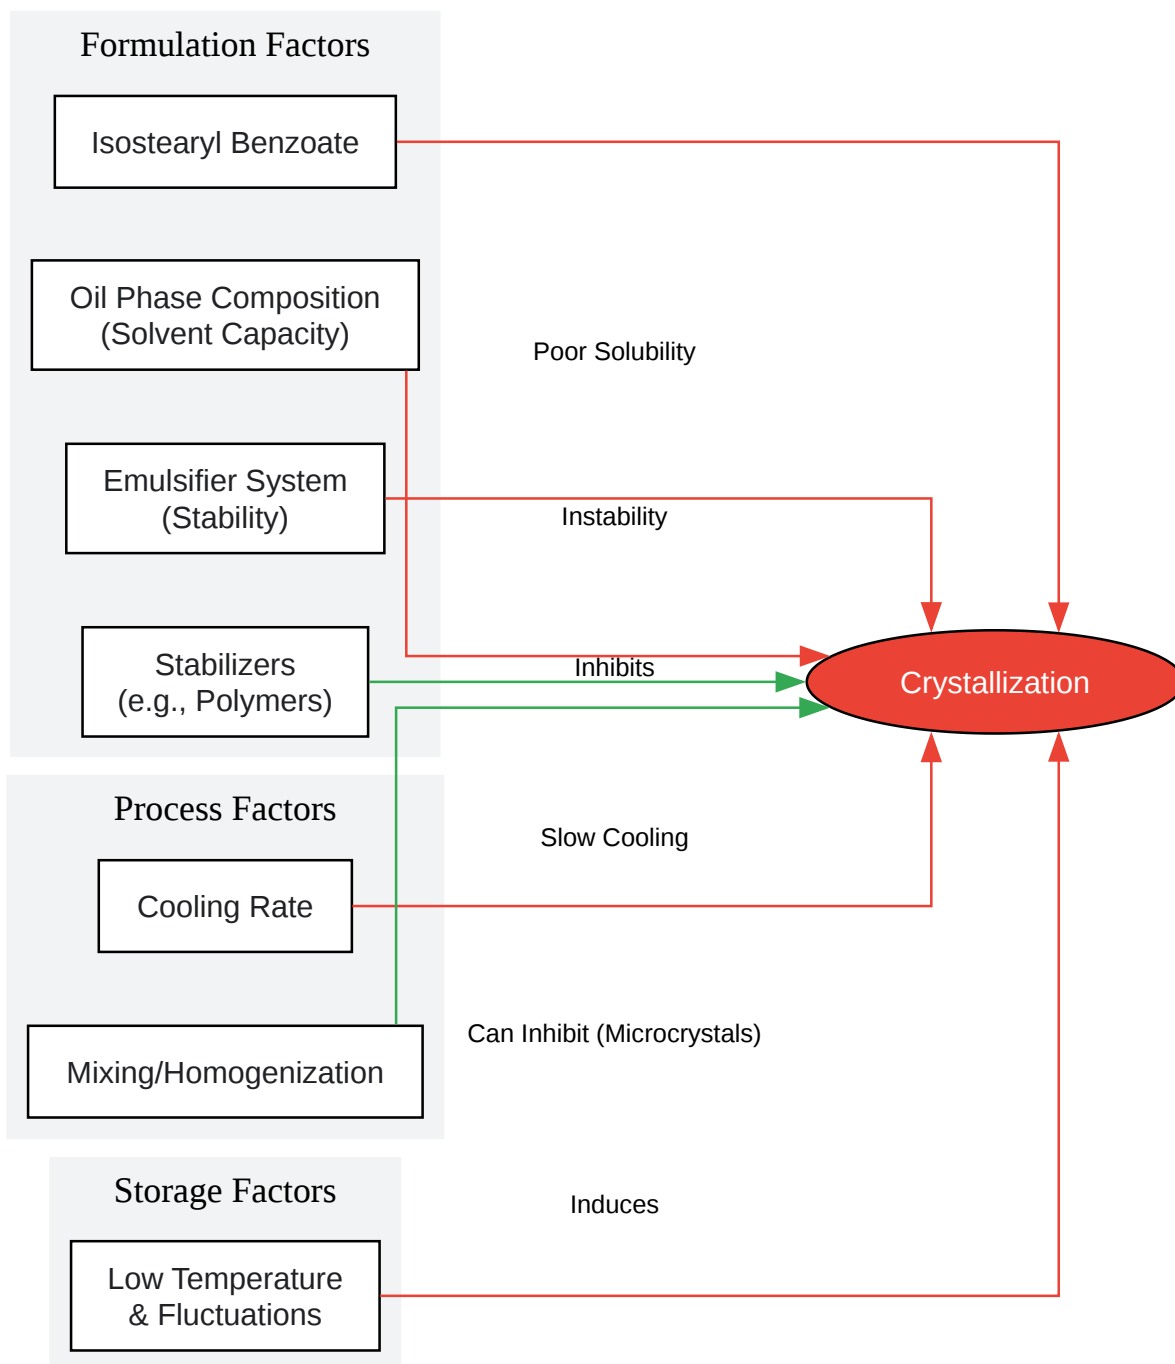 Formulation Factors
Isostearyl Benzoate
Oil Phase Composition
(Solvent Capacity)
Poor Solubility
Emulsifier System
(Stability)
Instability
Stabilizers
(e.g., Polymers)
Inhibits
Crystallization
Process Factors
Slow Cooling
Cooling Rate
Can Inhibit (Microcrystals)
Mixing/Homogenization
Storage Factors
Induces
Low Temperature
& Fluctuations